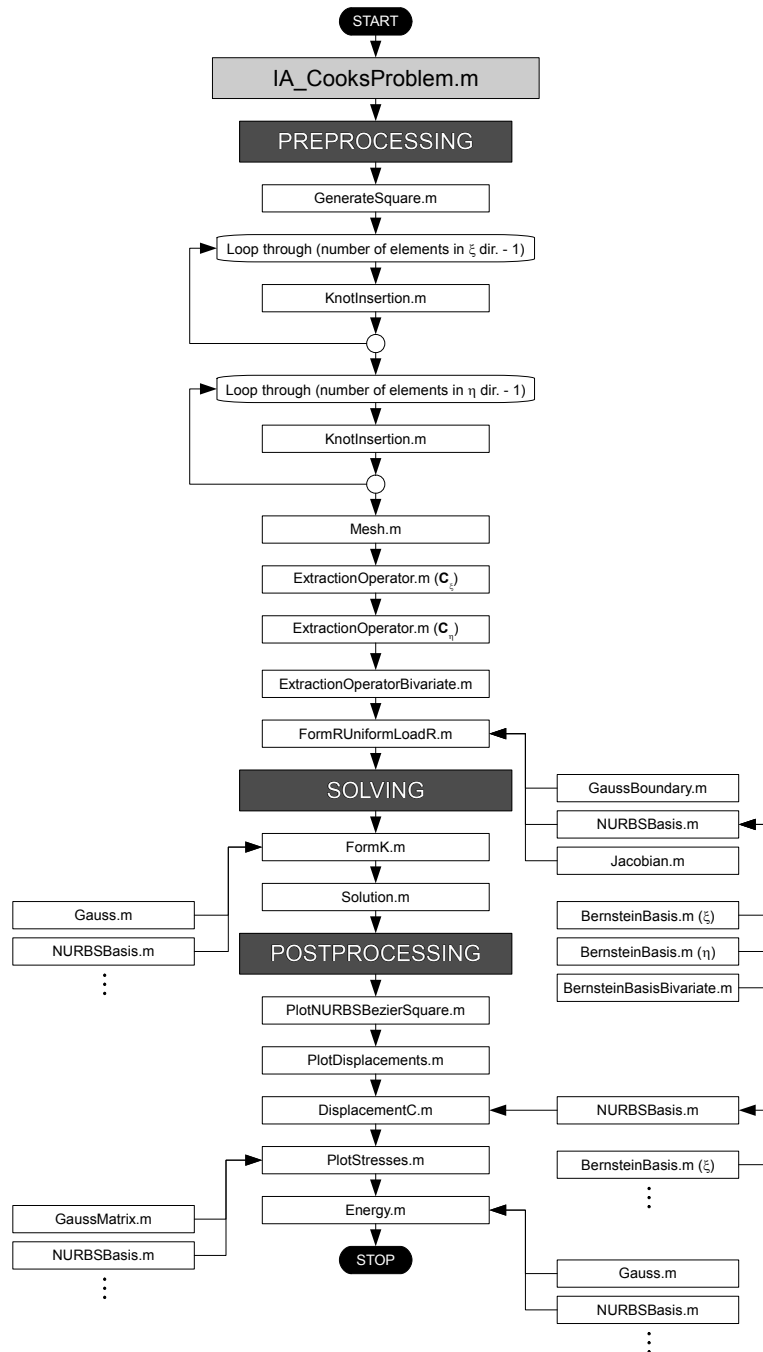 START
IA_CooksProblem.m
PREPROCESSING
GenerateSquare.m
Loop through (number of elements in ξ dir. - 1)
KnotInsertion.m
Loop through (number of elements in η dir. - 1)
KnotInsertion.m
Mesh.m
ExtractionOperator.m (C_ξ)
ExtractionOperator.m (C_η)
ExtractionOperatorBivariate.m
FormRUniformLoadR.m
GaussBoundary.m
NURBSBasis.m
Jacobian.m
SOLVING
FormK.m
Solution.m
Gauss.m
NURBSBasis.m
BernsteinBasis.m (ξ)
BernsteinBasis.m (η)
BernsteinBasisBivariate.m
POSTPROCESSING
PlotNURBSBezierSquare.m
PlotDisplacements.m
DisplacementC.m
NURBSBasis.m
BernsteinBasis.m (ξ)
PlotStresses.m
GaussMatrix.m
NURBSBasis.m
Energy.m
Gauss.m
NURBSBasis.m
STOP